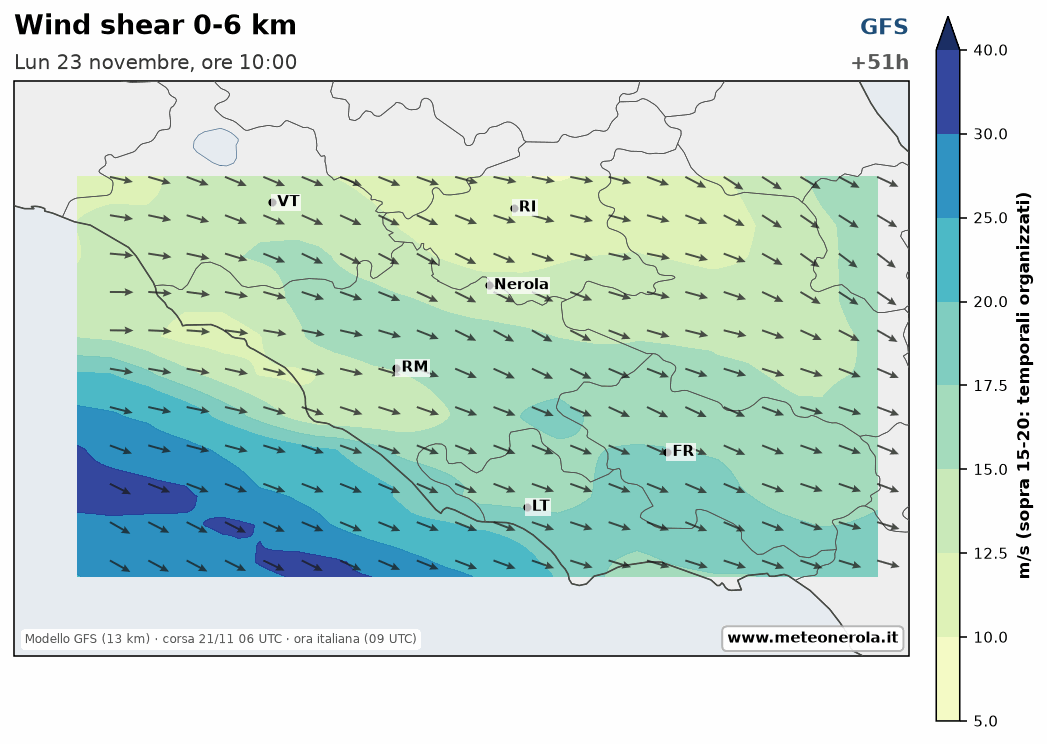 Wind shear 0-6 km
GFS
Lun 23 novembre, ore 10:00
+51h
VT
RI
Nerola
RM
FR
LT
40.0
30.0
25.0
20.0
17.5
15.0
12.5
10.0
5.0
m/s (sopra 15-20: temporali organizzati)
Modello GFS (13 km) · corsa 21/11 06 UTC · ora italiana (09 UTC)
www.meteonerola.it